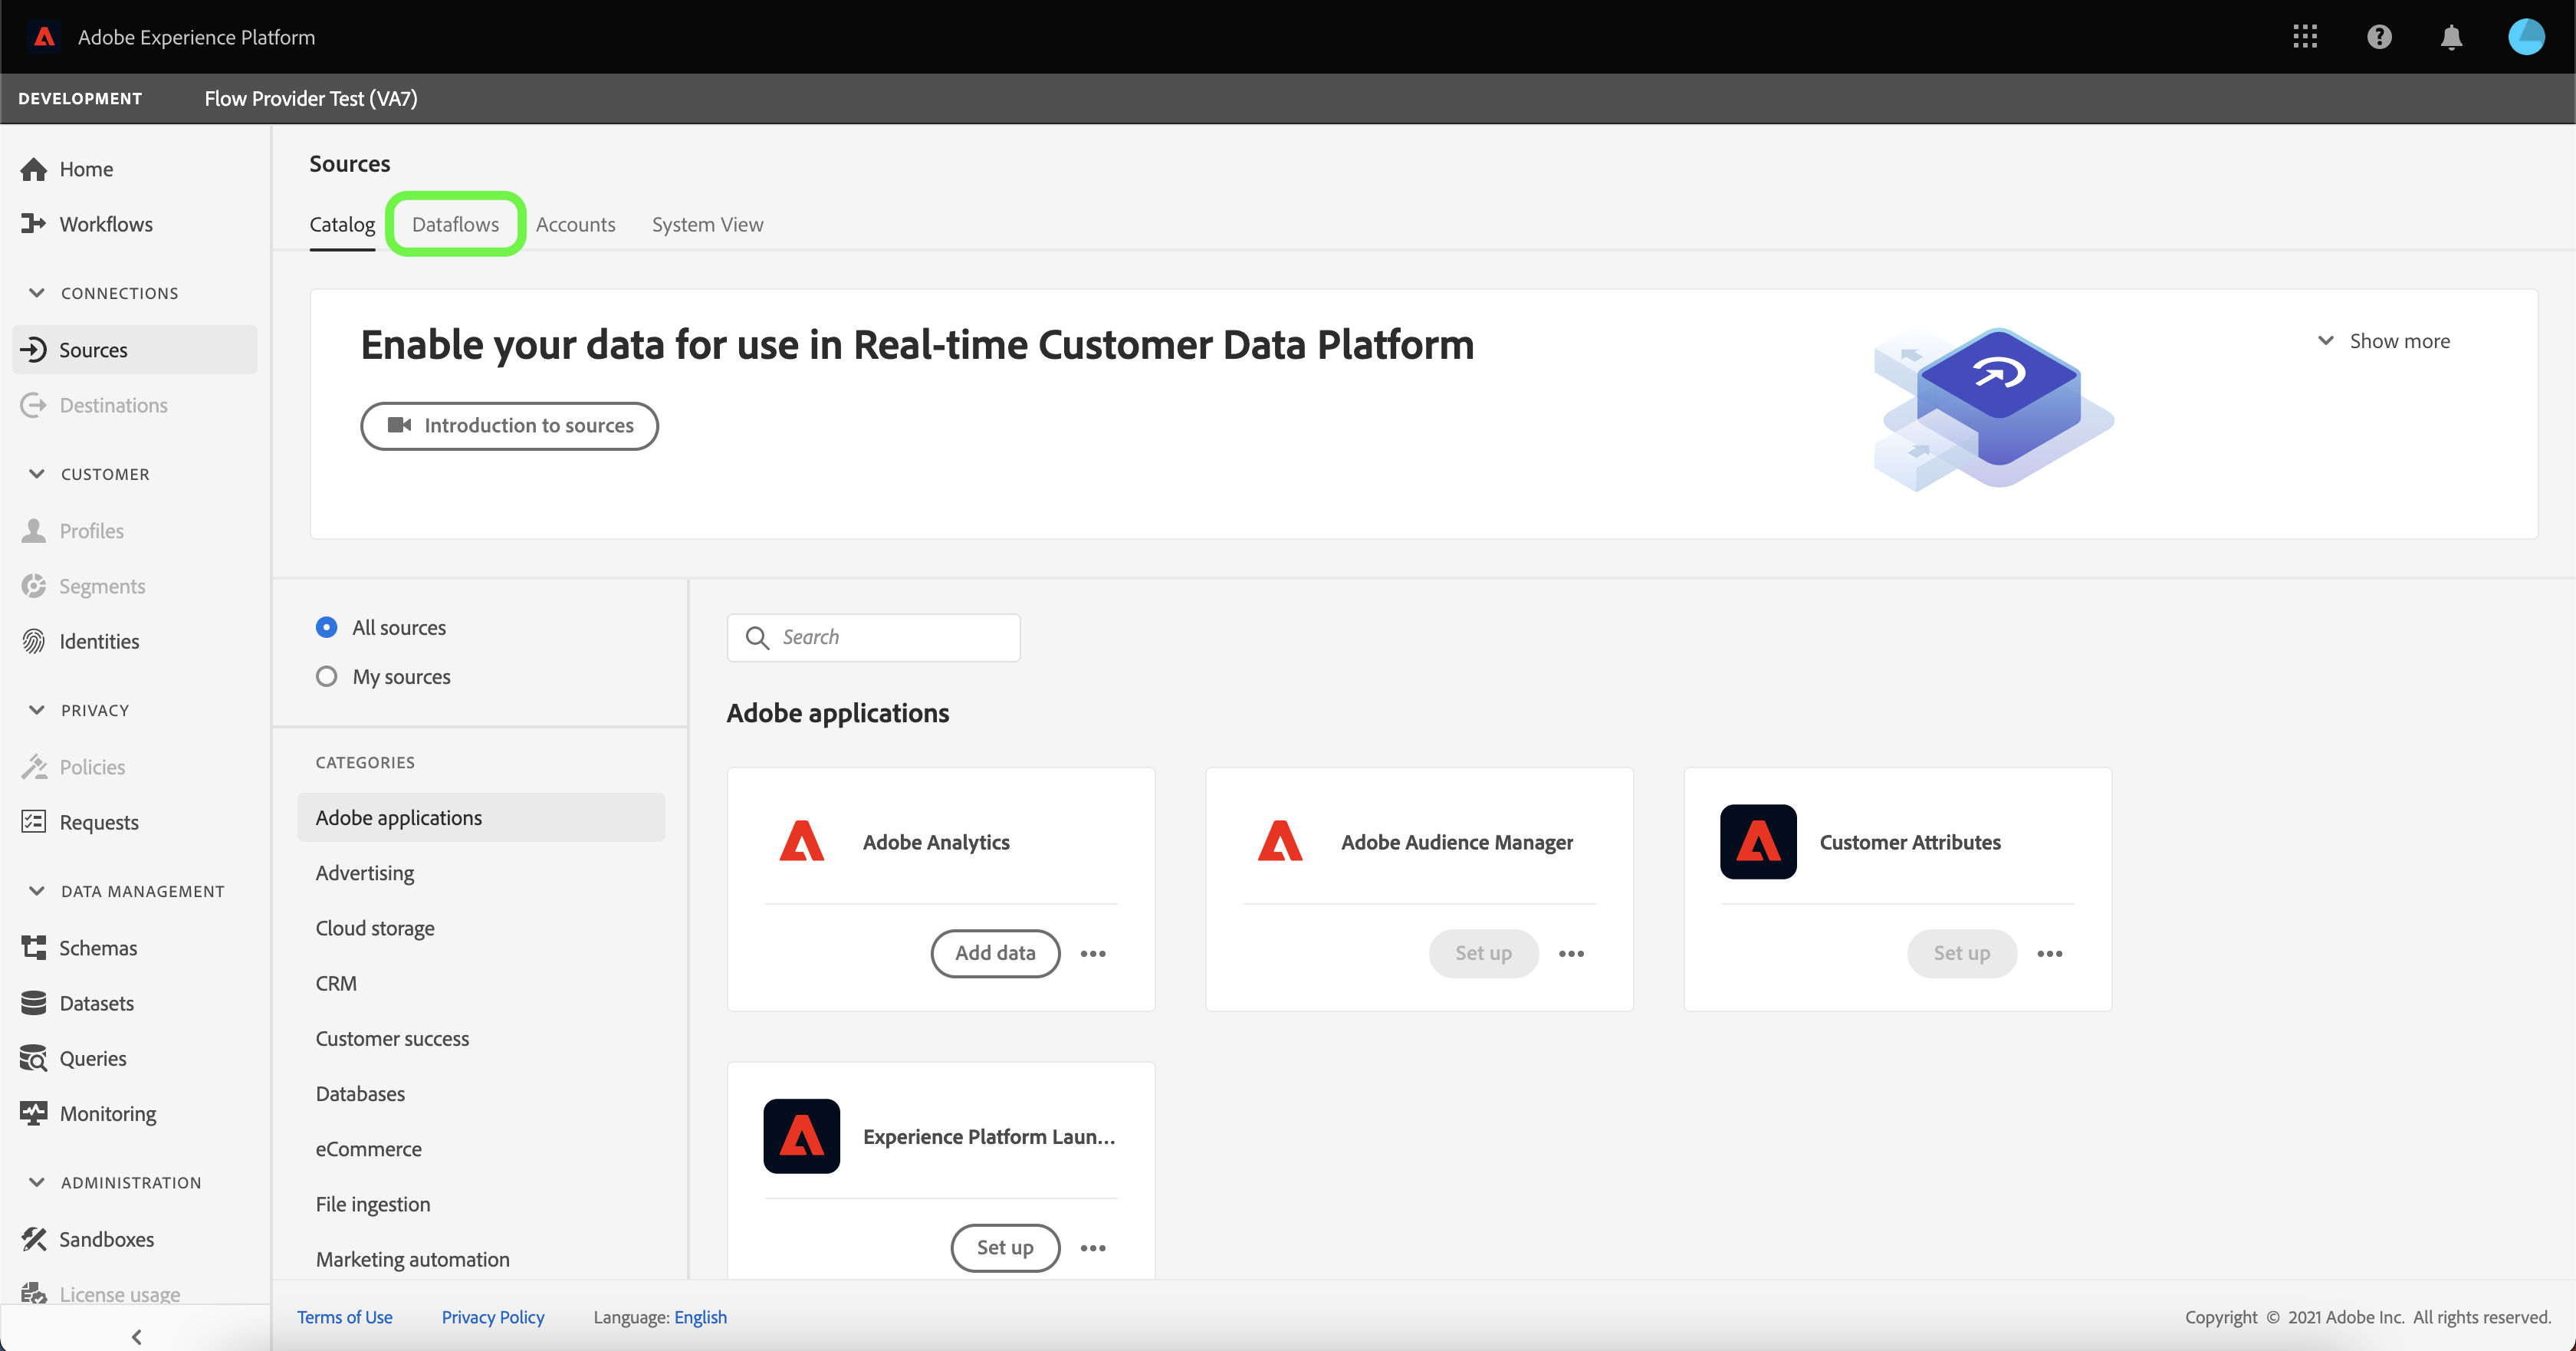 Adobe Experience Platform
DEVELOPMENT Flow Provider Test (VA7)
Home
Workflows
CONNECTIONS
Sources
Destinations
CUSTOMER
Profiles
Segments
Identities
PRIVACY
Policies
Requests
DATA MANAGEMENT
Schemas
Datasets
Queries
Monitoring
ADMINISTRATION
Sandboxes
License usage
Sources
Catalog Dataflows Accounts System View
Enable your data for use in Real-time Customer Data Platform
Show more
Introduction to sources
All sources
My sources
CATEGORIES
Adobe applications
Advertising
Cloud storage
CRM
Customer success
Databases
eCommerce
File ingestion
Marketing automation
Search
Adobe applications
Adobe Analytics
Add data
Adobe Audience Manager
Set up
Customer Attributes
Set up
Experience Platform Laun...
Set up
Terms of Use Privacy Policy Language: English
Copyright © 2021 Adobe Inc. All rights reserved.